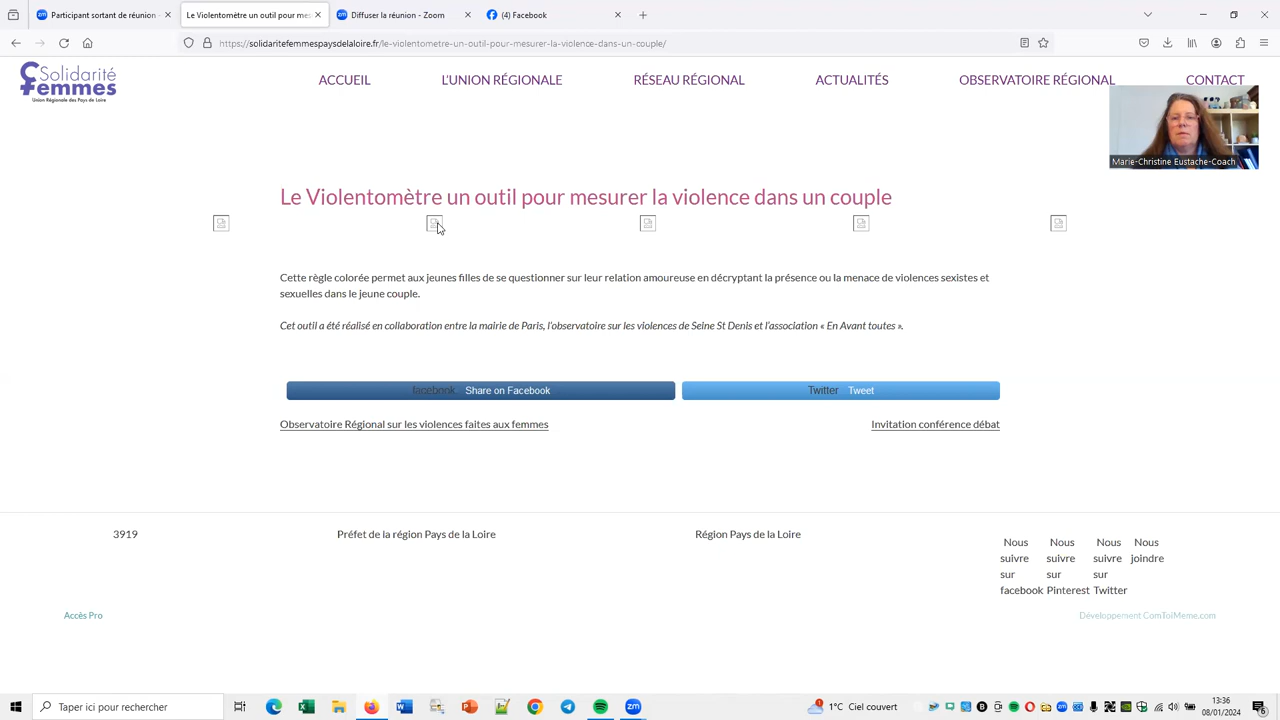 Participant sortant de réunion
Le Violentomètre un outil pour mes
Diffuser la réunion - Zoom
(4) Facebook
https://solidaritefemmespaysdelaloire.fr/le-violentometre-un-outil-pour-mesurer-la-violence-dans-un-couple/
Solidarité
Femmes
Union Régionale des Pays de Loire
ACCUEIL
L'UNION RÉGIONALE
RÉSEAU RÉGIONAL
ACTUALITÉS
OBSERVATOIRE RÉGIONAL
CONTACT
Marie-Christine Eustache-Coach
Le Violentomètre un outil pour mesurer la violence dans un couple
Cette règle colorée permet aux jeunes filles de se questionner sur leur relation amoureuse en décryptant la présence ou la menace de violences sexistes et
sexuelles dans le jeune couple.
Cet outil a été réalisé en collaboration entre la mairie de Paris, l'observatoire sur les violences de Seine St Denis et l'association « En Avant toutes ».
facebook Share on Facebook
Twitter Tweet
Observatoire Régional sur les violences faites aux femmes
Invitation conférence débat
3919
Préfet de la région Pays de la Loire
Région Pays de la Loire
Nous
suivre
sur
facebook
Nous
suivre
sur
Pinterest
Nous
suivre
sur
Twitter
Nous
joindre
Accès Pro
Développement ComToiMeme.com
Taper ici pour rechercher
1°C Ciel couvert
13:36
08/01/2024